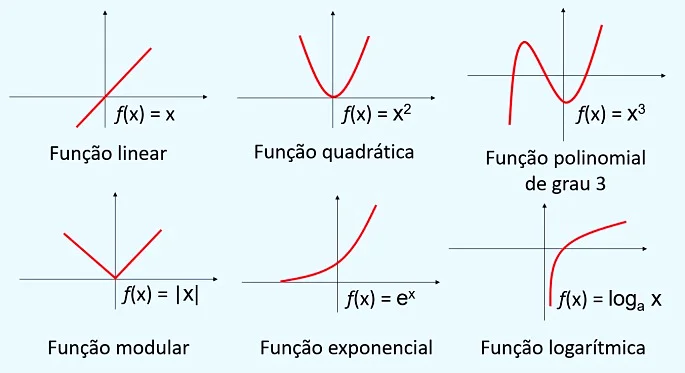 f(x) = x
Função linear
f(x) = x²
Função quadrática
f(x) = x³
Função polinomial
de grau 3
f(x) = |x|
Função modular
f(x) = eˣ
Função exponencial
f(x) = logₐ x
Função logarítmica